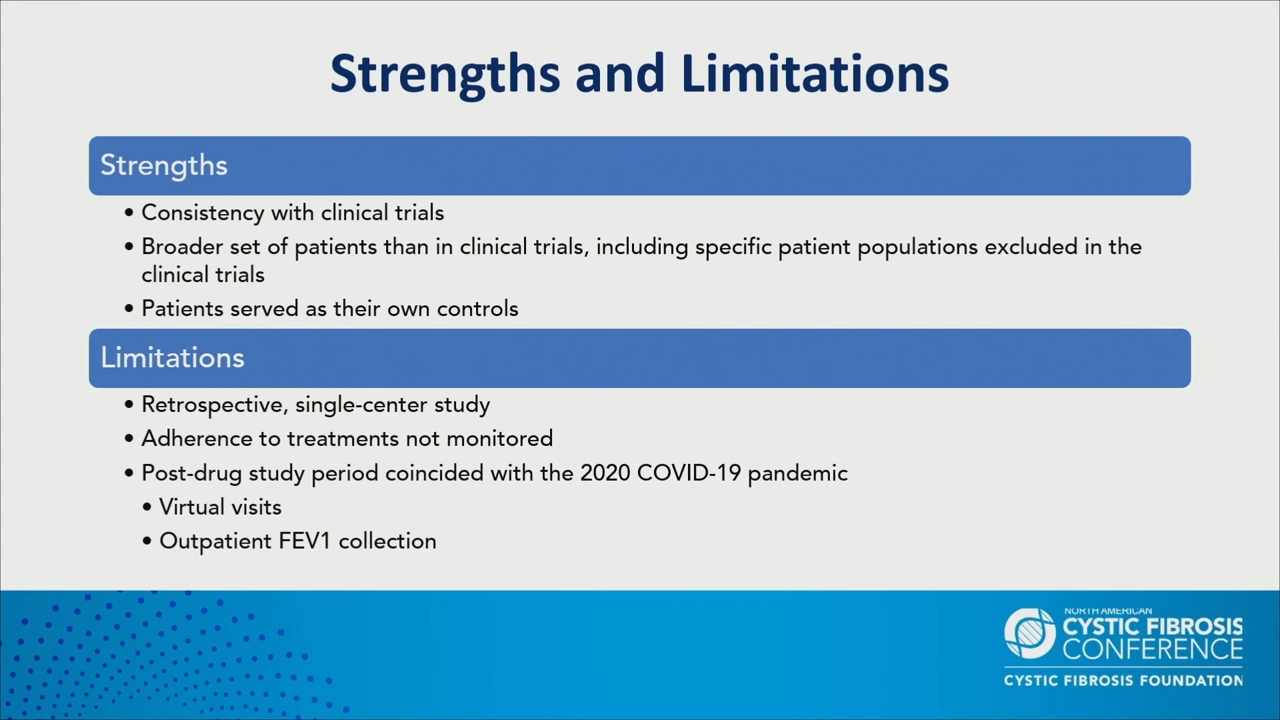 Strengths and Limitations
Strengths
• Consistency with clinical trials
• Broader set of patients than in clinical trials, including specific patient populations excluded in the
clinical trials
• Patients served as their own controls
Limitations
• Retrospective, single-center study
• Adherence to treatments not monitored
• Post-drug study period coincided with the 2020 COVID-19 pandemic
• Virtual visits
• Outpatient FEV1 collection
NORTH AMERICAN
CYSTIC FIBROSIS
CONFERENCE
CYSTIC FIBROSIS FOUNDATION